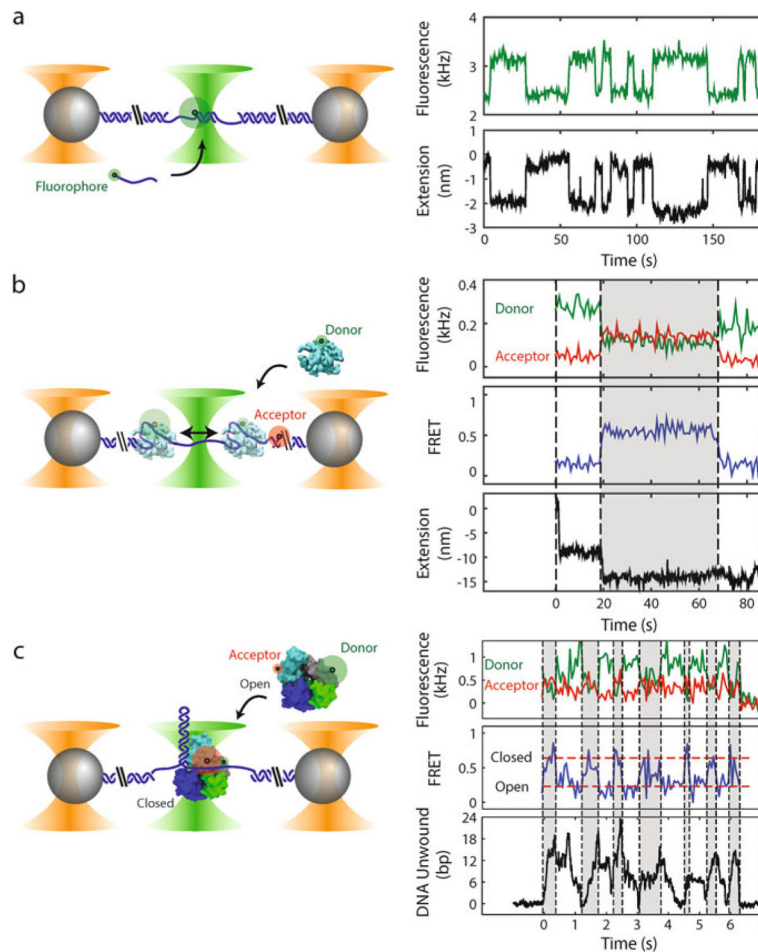 a
Fluorophore
Fluorescence
(kHz)
4
3
2
Extension
(nm)
0
-1
-2
-3
0
50
100
150
Time (s)
b
Donor
Acceptor
Fluorescence
(kHz)
0.4
0.2
0
Donor
Acceptor
FRET
1
0.5
0
Extension
(nm)
0
-5
-10
-15
0
20
40
60
80
Time (s)
c
Acceptor
Donor
Open
Closed
Fluorescence
(kHz)
1
0.5
0
Donor
Acceptor
FRET
1
0.5
0
Closed
Open
DNA Unwound
(bp)
24
18
12
6
0
0
1
2
3
4
5
6
Time (s)